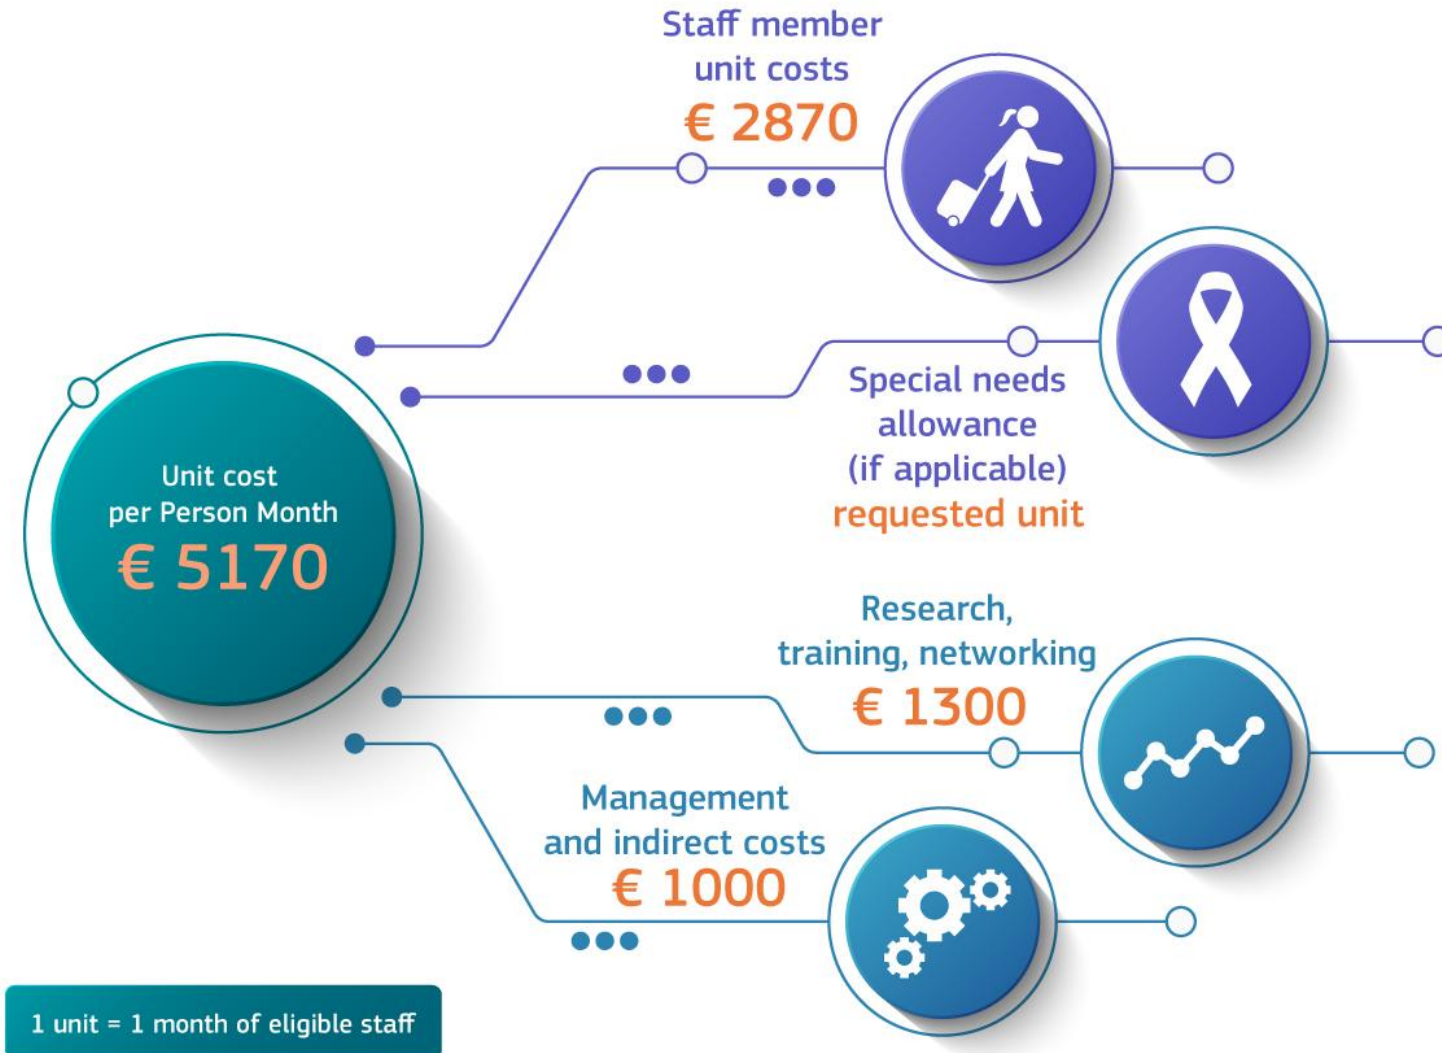 Staff member
unit costs
€ 2870
Special needs
allowance
(if applicable)
requested unit
Unit cost
per Person Month
€ 5170
Research,
training, networking
€ 1300
Management
and indirect costs
€ 1000
1 unit = 1 month of eligible staff